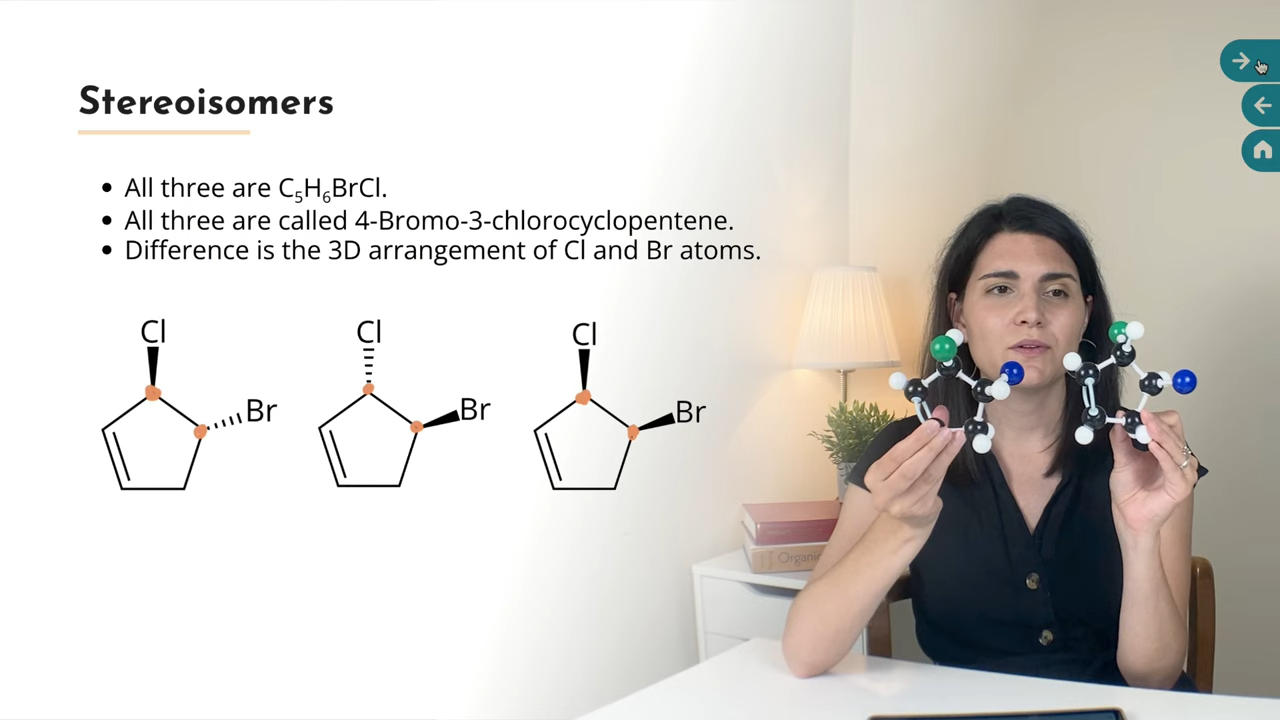 Stereoisomers
• All three are C₅H₆BrCl.
• All three are called 4-Bromo-3-chlorocyclopentene.
• Difference is the 3D arrangement of Cl and Br atoms.
Cl Cl Cl
Br Br Br
Organic